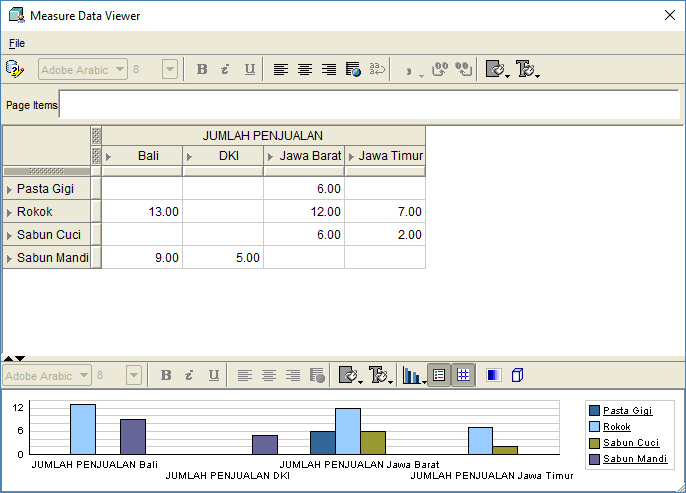 Measure Data Viewer
File
Adobe Arabic 8 B i U
Page Items
JUMLAH PENJUALAN
Bali DKI Jawa Barat Jawa Timur
Pasta Gigi 6.00
Rokok 13.00 12.00 7.00
Sabun Cuci 6.00 2.00
Sabun Mandi 9.00 5.00
Adobe Arabic 8 B i U
12
6
0
JUMLAH PENJUALAN Bali
JUMLAH PENJUALAN DKI
JUMLAH PENJUALAN Jawa Barat
JUMLAH PENJUALAN Jawa Timur
Pasta Gigi
Rokok
Sabun Cuci
Sabun Mandi